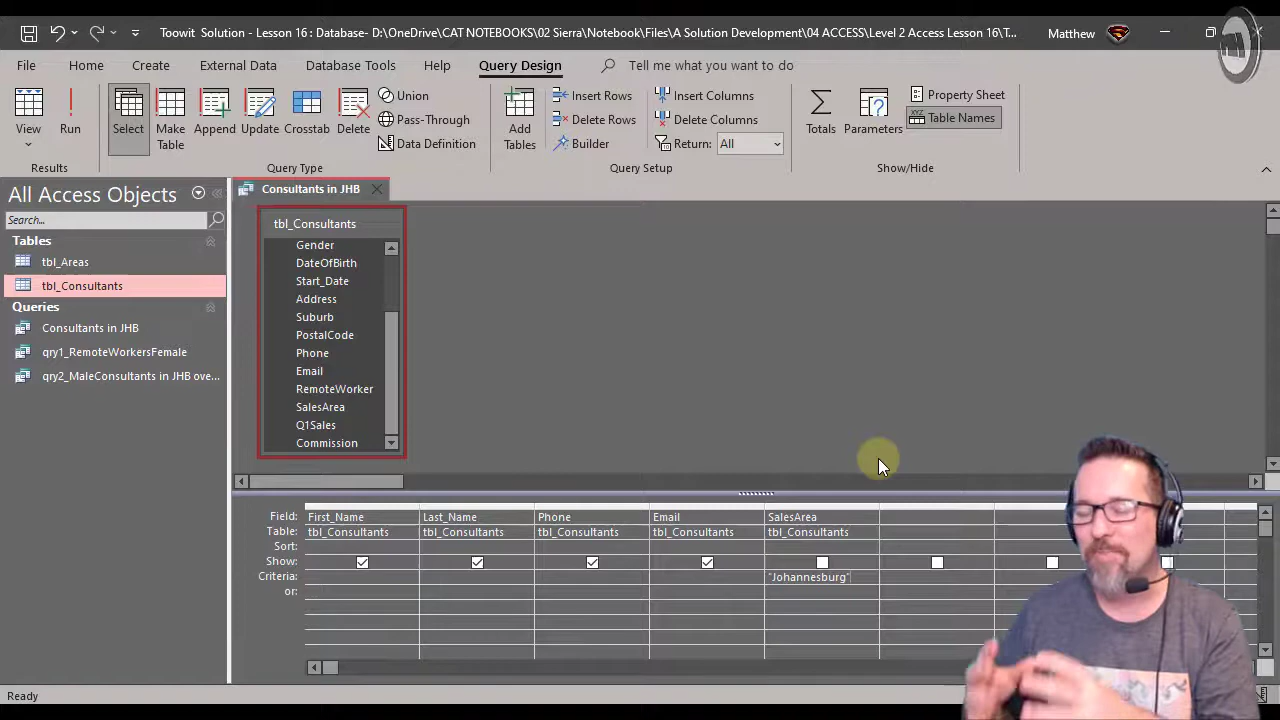 Toowit Solution - Lesson 16 : Database- D:\OneDrive\CAT NOTEBOOKS\02 Sierra\Notebook\Files\A Solution Development\04 ACCESS\Level 2 Access Lesson 16\T...
Matthew
File Home Create External Data Database Tools Help Query Design Tell me what you want to do
View
Run
Results
Select
Make Table
Append
Update
Crosstab
Delete
Union
Pass-Through
Data Definition
Query Type
Add Tables
Insert Rows
Delete Rows
Builder
Insert Columns
Delete Columns
Return: All
Query Setup
Totals
Parameters
Property Sheet
XYZ Table Names
Show/Hide
All Access Objects
Search...
Tables
tbl_Areas
tbl_Consultants
Queries
Consultants in JHB
qry1_RemoteWorkersFemale
qry2_MaleConsultants in JHB ove...
Consultants in JHB
tbl_Consultants
Gender
DateOfBirth
Start_Date
Address
Suburb
PostalCode
Phone
Email
RemoteWorker
SalesArea
Q1Sales
Commission
Field: First_Name Last_Name Phone Email SalesArea
Table: tbl_Consultants tbl_Consultants tbl_Consultants tbl_Consultants tbl_Consultants
Sort:
Show:
Criteria: "Johannesburg"
or:
Ready